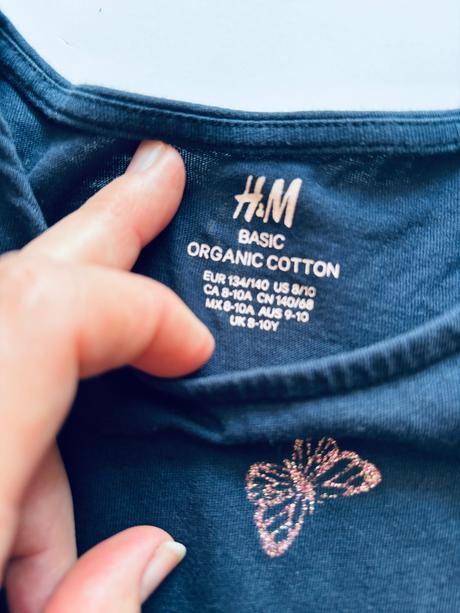 H&M
BASIC
ORGANIC COTTON
EUR 134/140 US 8/10
CA 8-10A CN 140/68
MX 8-10A AUS 9-10
UK 8-10Y